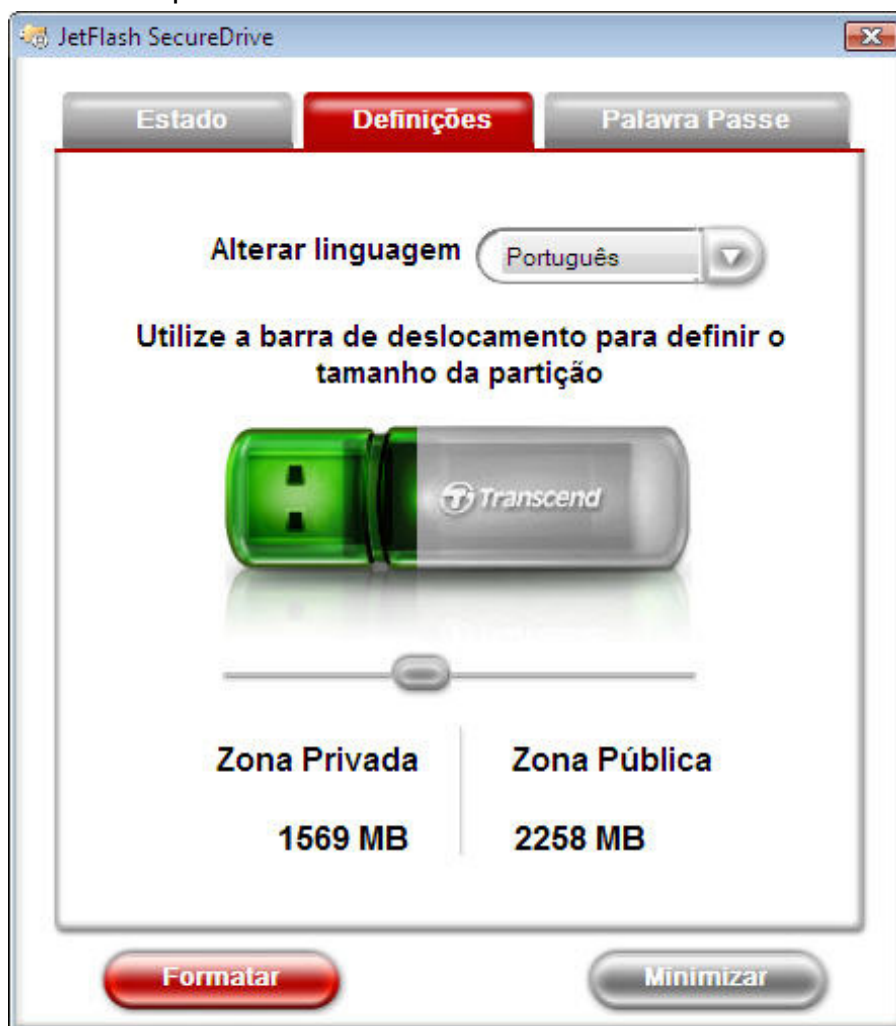 JetFlash SecureDrive
Estado
Definições
Palavra Passe
Alterar linguagem
Português
Utilize a barra de deslocamento para definir o
tamanho da partição
Transcend
Zona Privada
Zona Pública
1569 MB
2258 MB
Formatar
Minimizar